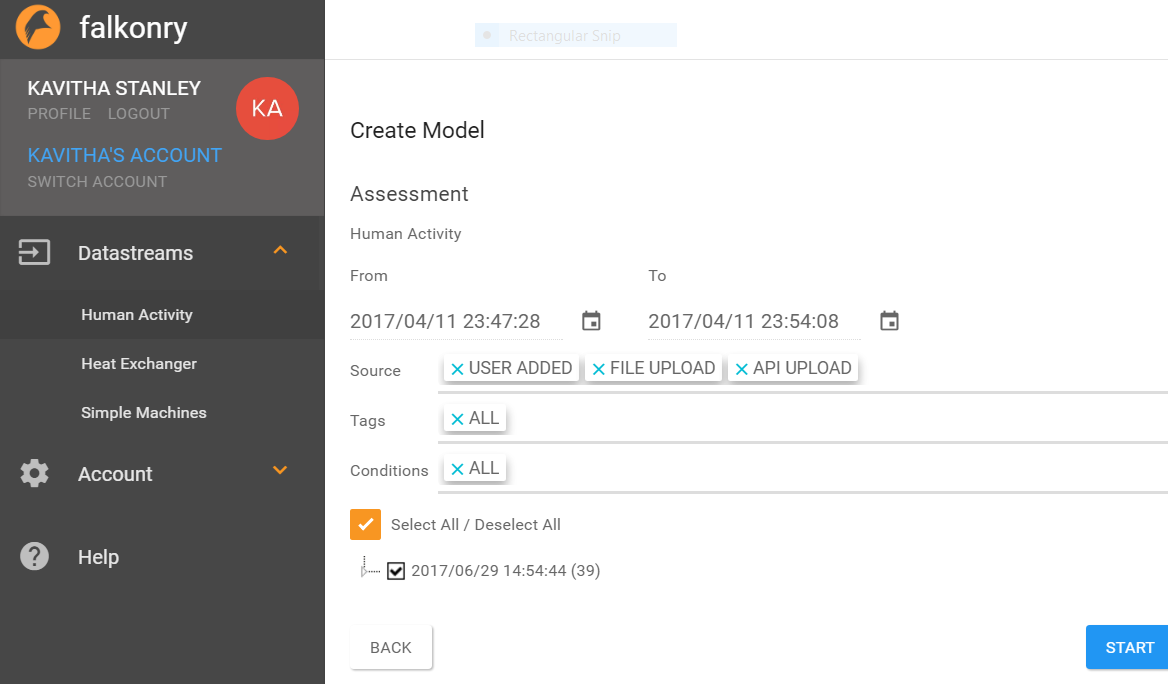 falkonry
Rectangular Snip
KAVITHA STANLEY
PROFILE LOGOUT
KA
KAVITHA'S ACCOUNT
SWITCH ACCOUNT
Datastreams
Human Activity
Heat Exchanger
Simple Machines
Account
Help
Create Model
Assessment
Human Activity
From To
2017/04/11 23:47:28 2017/04/11 23:54:08
Source USER ADDED FILE UPLOAD API UPLOAD
Tags ALL
Conditions ALL
Select All / Deselect All
2017/06/29 14:54:44 (39)
BACK START